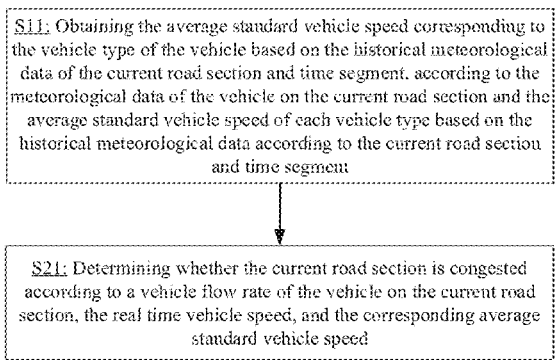 S11: Obtaining the average standard vehicle speed corresponding to
the vehicle type of the vehicle based on the historical meteorological
data of the current road section and time segment, according to the
meteorological data of the vehicle on the current road section and the
average standard vehicle speed of each vehicle type based on the
historical meteorological data according to the current road section
and time segment
S21: Determining whether the current road section is congested
according to a vehicle flow rate of the vehicle on the current road
section, the real time vehicle speed, and the corresponding average
standard vehicle speed